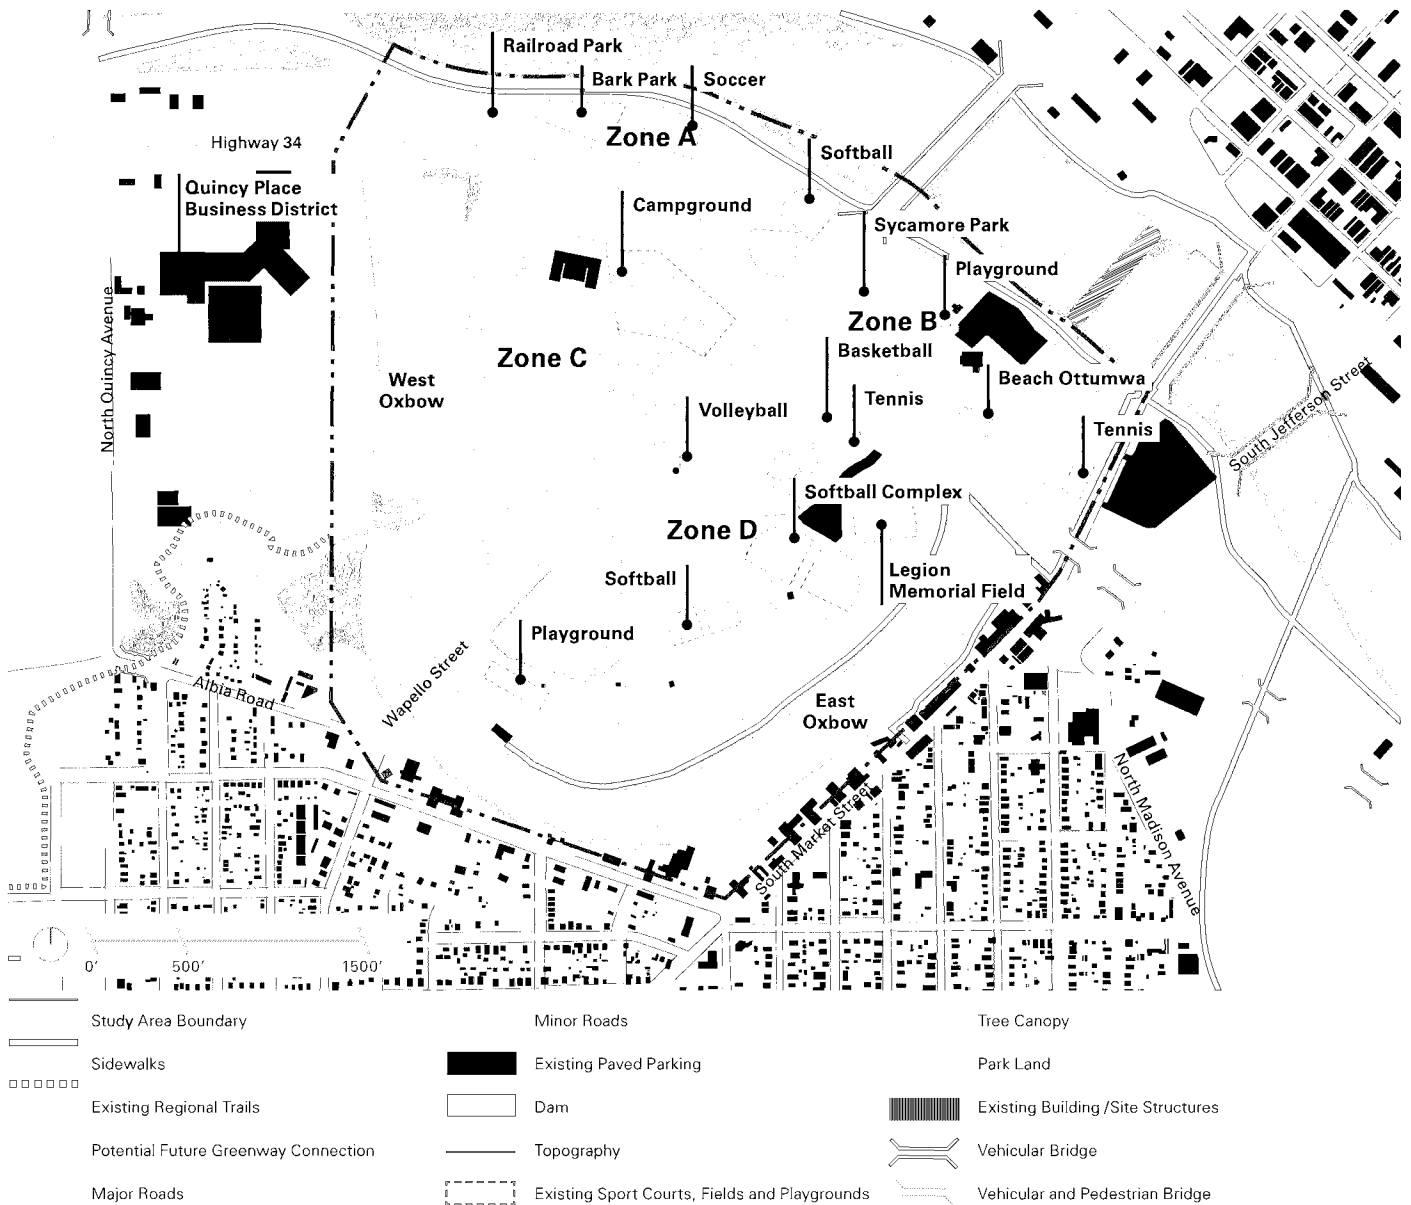 Railroad Park
Bark Park
Soccer
Zone A
Highway 34
Softball
Quincy Place
Business District
Campground
Sycamore Park
Playground
Zone B
Basketball
Zone C
West
Oxbow
Beach Ottumwa
North Quincy Avenue
Volleyball
Tennis
Tennis
South Jefferson Street
Softball Complex
Zone D
Softball
Legion
Memorial Field
Playground
Wapello Street
Albia Road
East
Oxbow
South Market Street
North Madison Avenue
0'
500'
1500'
Study Area Boundary
Sidewalks
Existing Regional Trails
Potential Future Greenway Connection
Major Roads
Minor Roads
Existing Paved Parking
Dam
Topography
Existing Sport Courts, Fields and Playgrounds
Tree Canopy
Park Land
Existing Building /Site Structures
Vehicular Bridge
Vehicular and Pedestrian Bridge